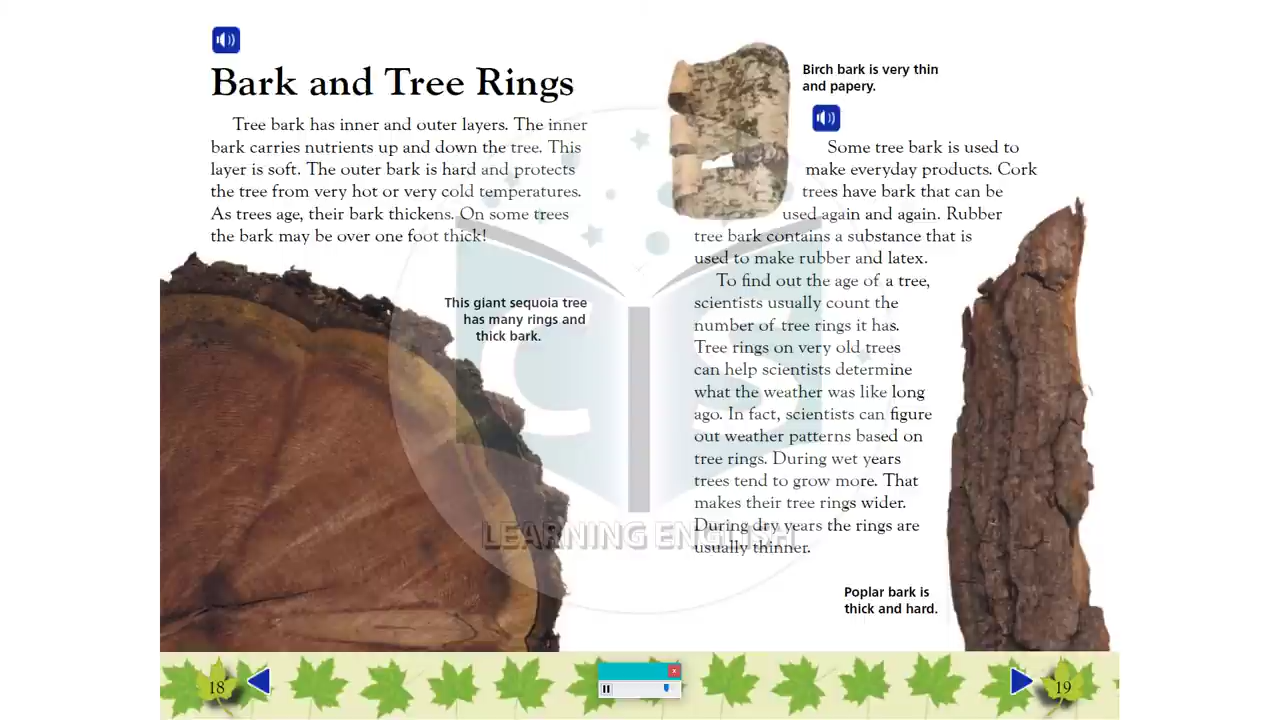 Bark and Tree Rings
Tree bark has inner and outer layers. The inner
bark carries nutrients up and down the tree. This
layer is soft. The outer bark is hard and protects
the tree from very hot or very cold temperatures.
As trees age, their bark thickens. On some trees
the bark may be over one foot thick!
This giant sequoia tree
has many rings and
thick bark.
18
Birch bark is very thin
and papery.
Some tree bark is used to
make everyday products. Cork
trees have bark that can be
used again and again. Rubber
tree bark contains a substance that is
used to make rubber and latex.
To find out the age of a tree,
scientists usually count the
number of tree rings it has.
Tree rings on very old trees
can help scientists determine
what the weather was like long
ago. In fact, scientists can figure
out weather patterns based on
tree rings. During wet years
trees tend to grow more. That
makes their tree rings wider.
During dry years the rings are
usually thinner.
Poplar bark is
thick and hard.
19
C S
LEARNING ENGLISH